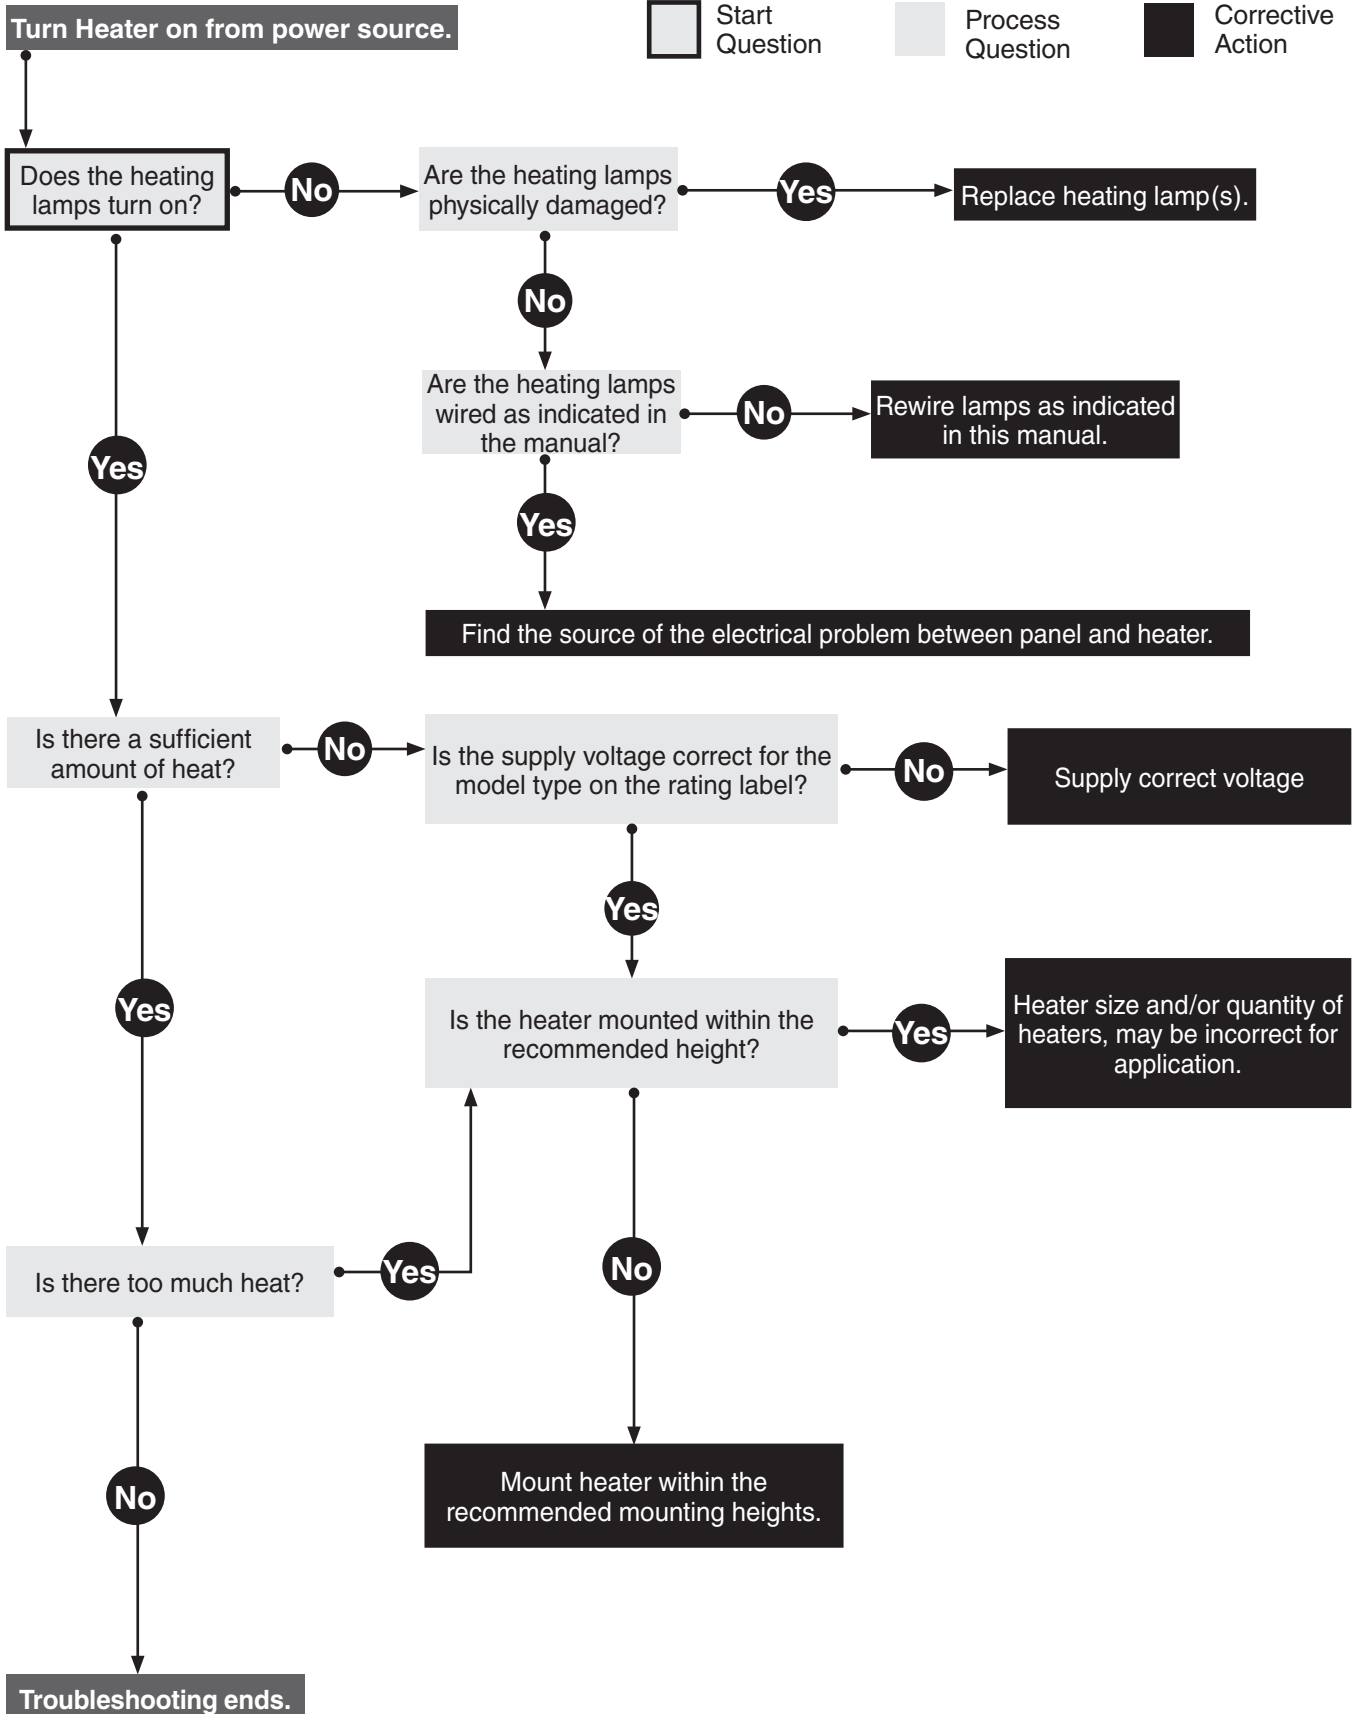 Turn Heater on from power source.
Start
Question
Process
Question
Corrective
Action
Does the heating
lamps turn on?
No
Are the heating lamps
physically damaged?
Yes
Replace heating lamp(s).
No
Are the heating lamps
wired as indicated in
the manual?
No
Rewire lamps as indicated
in this manual.
Yes
Yes
Find the source of the electrical problem between panel and heater.
Is there a sufficient
amount of heat?
No
Is the supply voltage correct for the
model type on the rating label?
No
Supply correct voltage
Yes
Yes
Is the heater mounted within the
recommended height?
Yes
Heater size and/or quantity of
heaters, may be incorrect for
application.
Is there too much heat?
Yes
No
Mount heater within the
recommended mounting heights.
No
Troubleshooting ends.